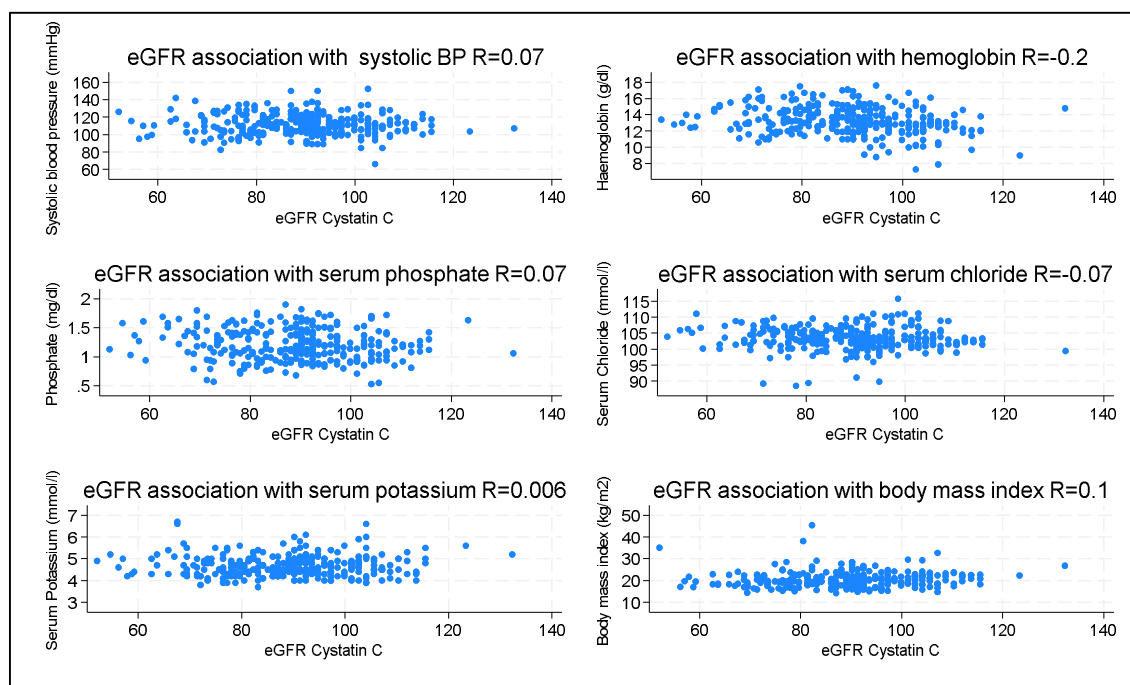 eGFR association with  systolic BP R=0.07
Systolic blood pressure (mmHg)
160
140
120
100
80
60
60 80 100 120 140
eGFR Cystatin C
eGFR association with hemoglobin R=-0.2
Haemoglobin (g/dl)
18
16
14
12
10
8
60 80 100 120 140
eGFR Cystatin C
eGFR association with serum phosphate R=0.07
Phosphate (mg/dl)
2
1.5
1
.5
60 80 100 120 140
eGFR Cystatin C
eGFR association with serum chloride R=-0.07
Serum Chloride (mmol/l)
115
110
105
100
95
90
60 80 100 120 140
eGFR Cystatin C
eGFR association with serum potassium R=0.006
Serum Potassium (mmol/l)
7
6
5
4
3
60 80 100 120 140
eGFR Cystatin C
eGFR association with body mass index R=0.1
Body mass index (kg/m2)
50
40
30
20
10
60 80 100 120 140
eGFR Cystatin C